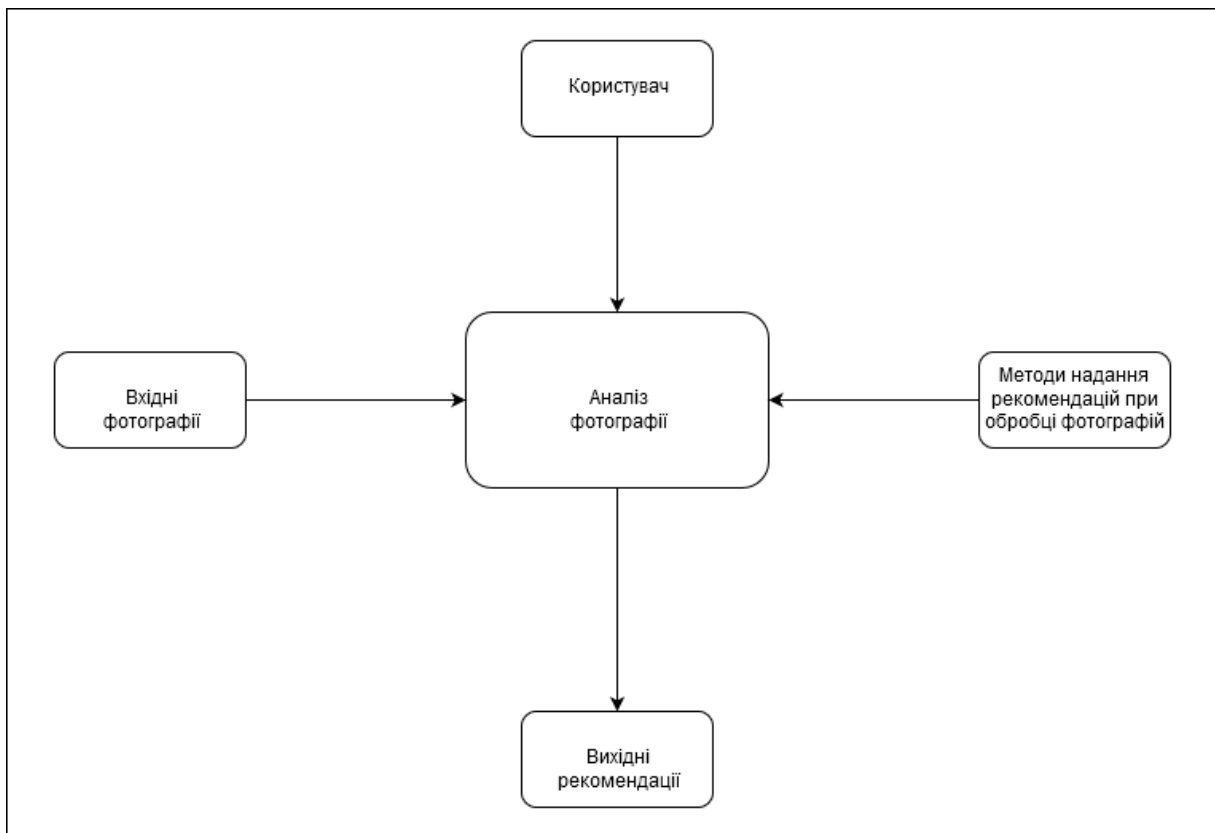 Користувач
Вхідні
фотографії
Аналіз
фотографії
Методи надання
рекомендацій при
обробці фотографій
Вихідні
рекомендації